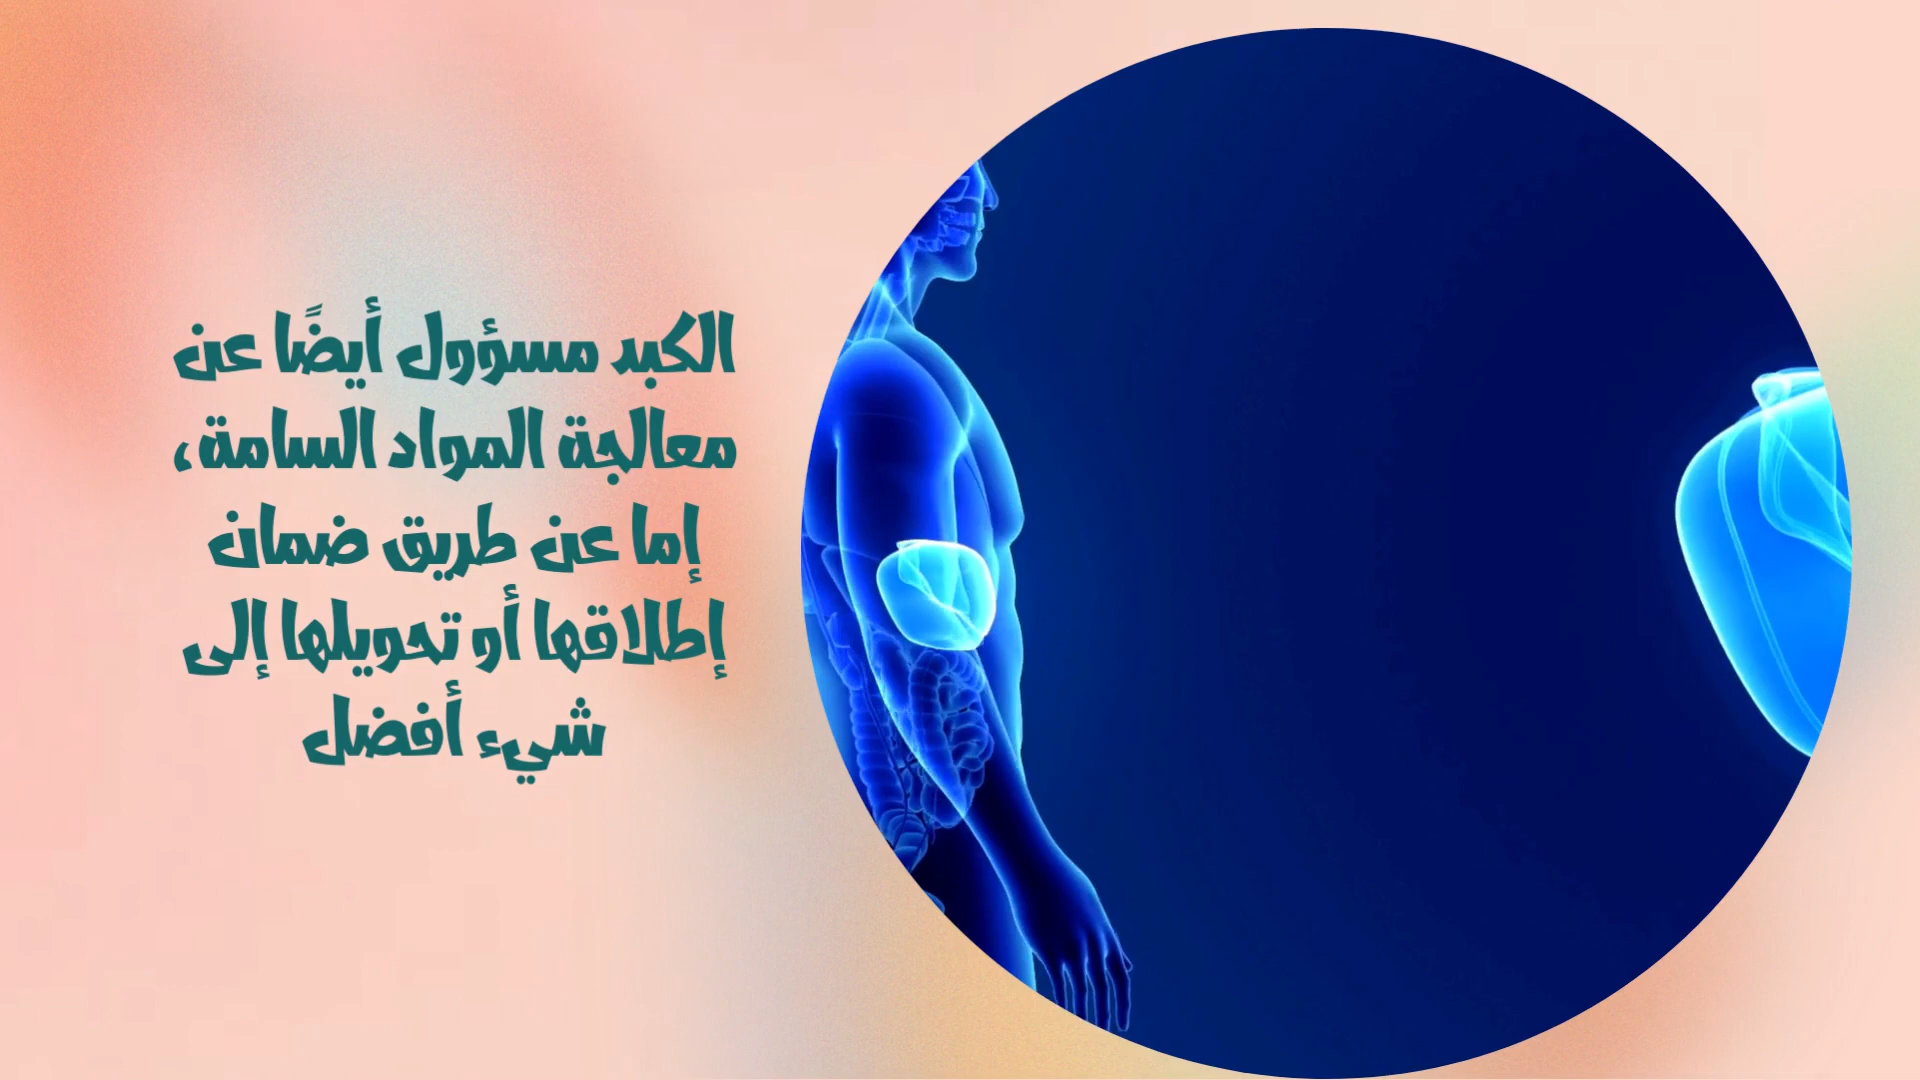 الكبد مسؤول أيضًا عن
معالجة المواد السامة،
إما عن طريق ضمان
إطلاقها أو تحويلها إلى
شيء أفضل